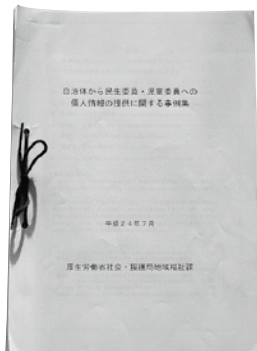 自治体から民生委員・児童委員への
個人情報の提供に関する事例集
平成２４年７月
厚生労働省社会・援護局地域福祉課